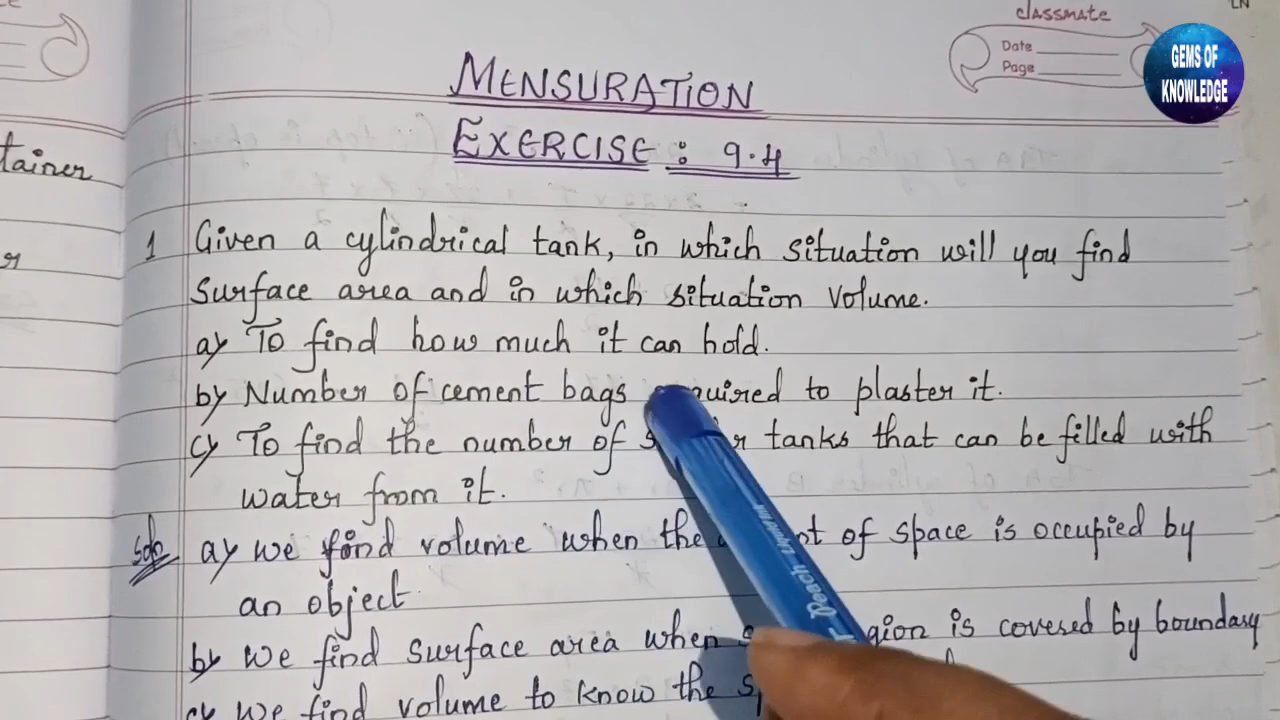 classmate
LN
Date
Page
GEMS OF
KNOWLEDGE
MENSURATION
EXERCISE : 9.4
tainer
1 Given a cylindrical tank, in which situation will you find
surface area and in which situation volume.
a) To find how much it can hold.
b) Number of cement bags quired to plaster it.
c) To find the number of tanks that can be filled with
water from it.
Soln a) We find volume when the of space is occupied by
an object
b) We find surface area when is covered by boundary
c) We find volume to know the